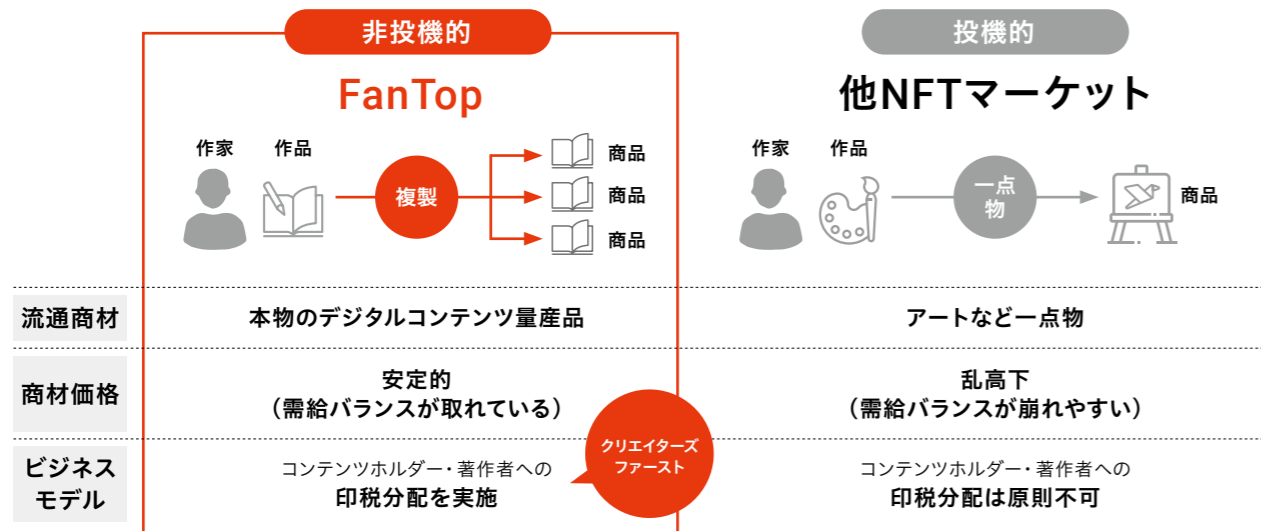 非投機的
投機的
FanTop
他NFTマーケット
作家
作品
複製
商品
商品
商品
作家
作品
一点
物
商品
流通商材
本物のデジタルコンテンツ量産品
アートなど一点物
商材価格
安定的
（需給バランスが取れている）
乱高下
（需給バランスが崩れやすい）
クリエイターズ
ファースト
ビジネス
モデル
コンテンツホルダー・著作者への
印税分配を実施
コンテンツホルダー・著作者への
印税分配は原則不可